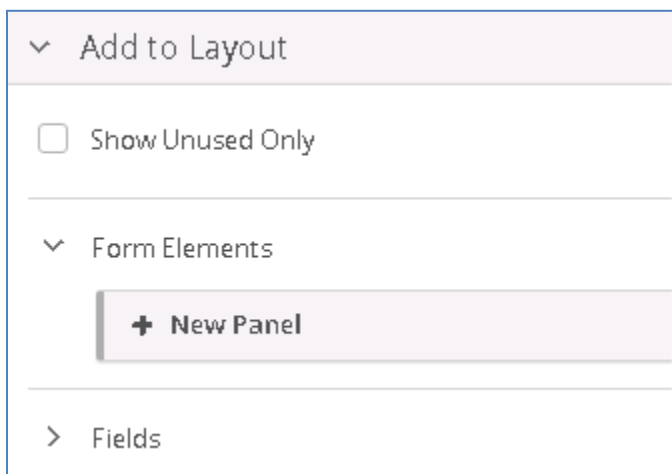 Add to Layout
Show Unused Only
Form Elements
+ New Panel
Fields